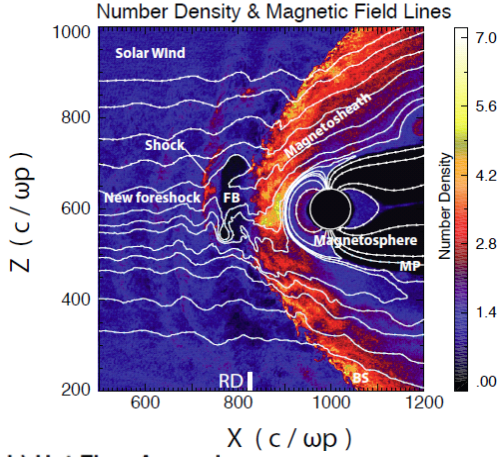 Number Density & Magnetic Field Lines
Solar Wind
Shock
New foreshock
FB
Magnetosheath
Magnetosphere
MP
BS
RD
1000
800
600
400
200
Z ( c / ωp )
600
800
1000
1200
X ( c / ωp )
7.0
5.6
4.2
2.8
1.4
.00
Number Density